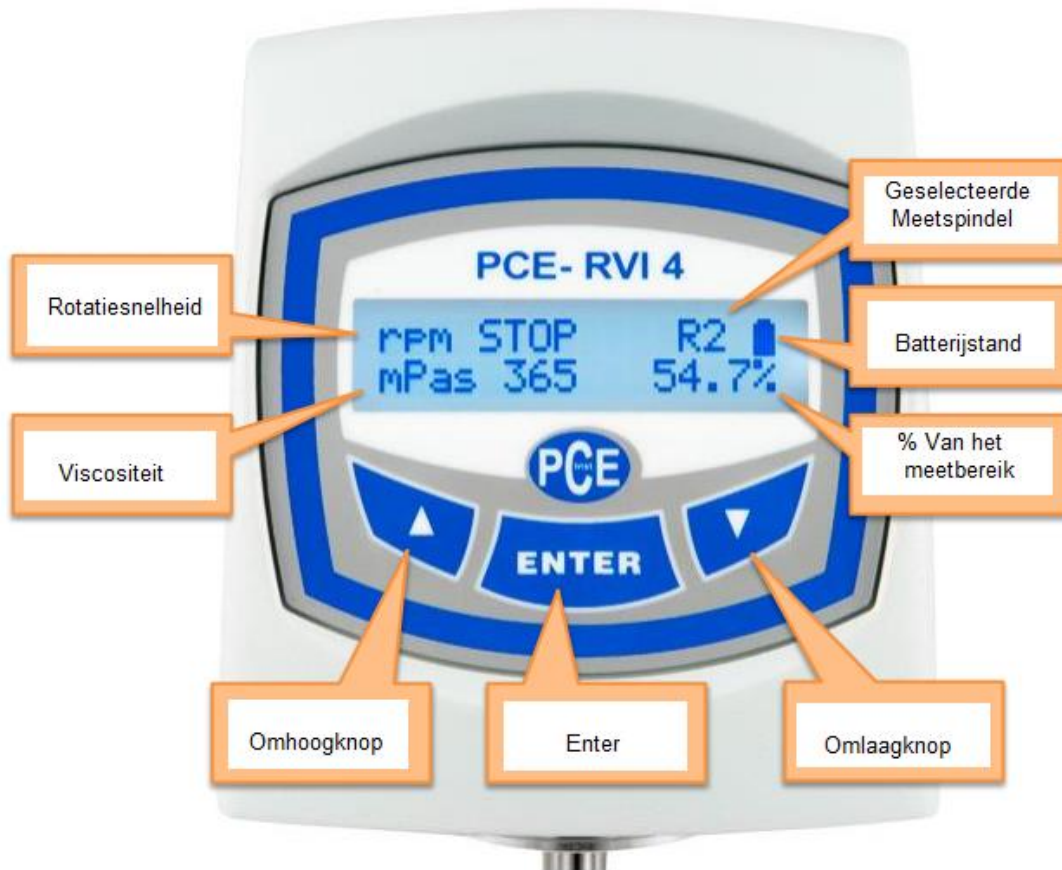 Geselecteerde
Meetspindel
PCE- RVI 4
Rotatiesnelheid
rpm STOP R2
Batterijstand
mPas 365 54.7%
Viscositeit
PCE
% Van het
meetbereik
ENTER
Omhoogknop
Enter
Omlaagknop